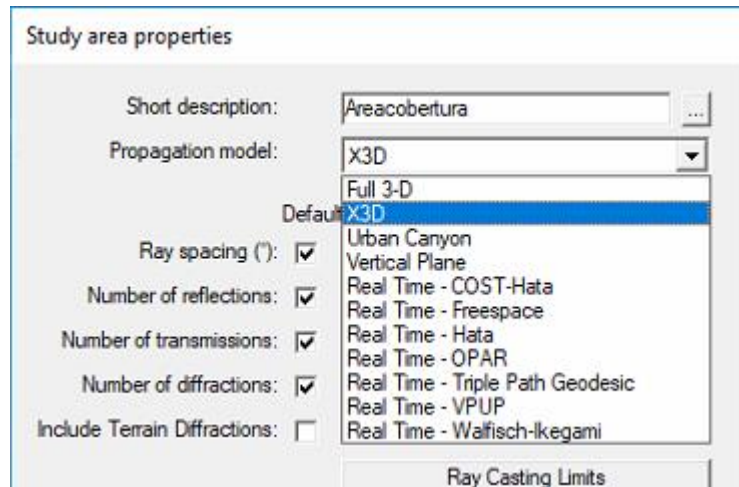 Study area properties
Short description: Areacobertura ...
Propagation model: X3D
Full 3-D
Default X3D
Urban Canyon
Ray spacing (°):
Vertical Plane
Real Time - COST-Hata
Number of reflections:
Real Time - Freespace
Real Time - Hata
Number of transmissions:
Real Time - OPAR
Real Time - Triple Path Geodesic
Number of diffractions:
Real Time - VPUP
Include Terrain Diffractions:
Real Time - Walfisch-Ikegami
Ray Casting Limits